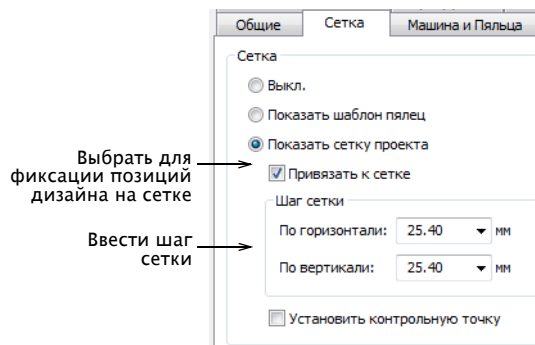 Общие Сетка Машина и Пяльца
Сетка
Выкл.
Показать шаблон пялец
Показать сетку проекта
Выбрать для
фиксации позиций
дизайна на сетке
Привязать к сетке
Шаг сетки
По горизонтали: 25.40 мм
Ввести шаг
сетки
По вертикали: 25.40 мм
Установить контрольную точку